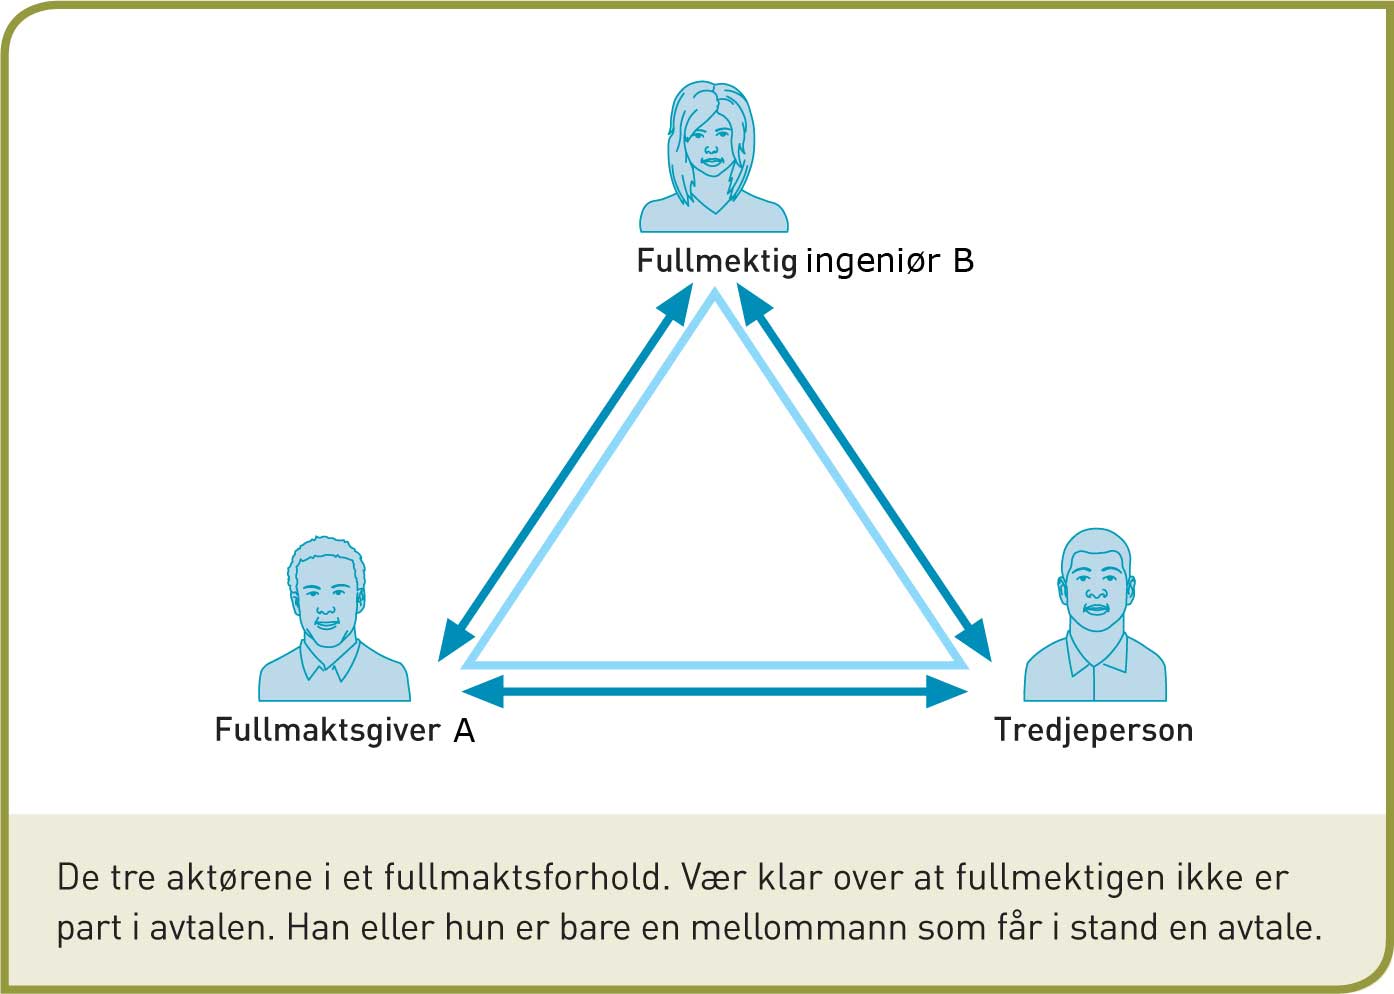 Fullmektig ingeniør B
Fullmaktsgiver A
Tredjeperson
De tre aktørene i et fullmaktsforhold. Vær klar over at fullmektigen ikke er
part i avtalen. Han eller hun er bare en mellommann som får i stand en avtale.